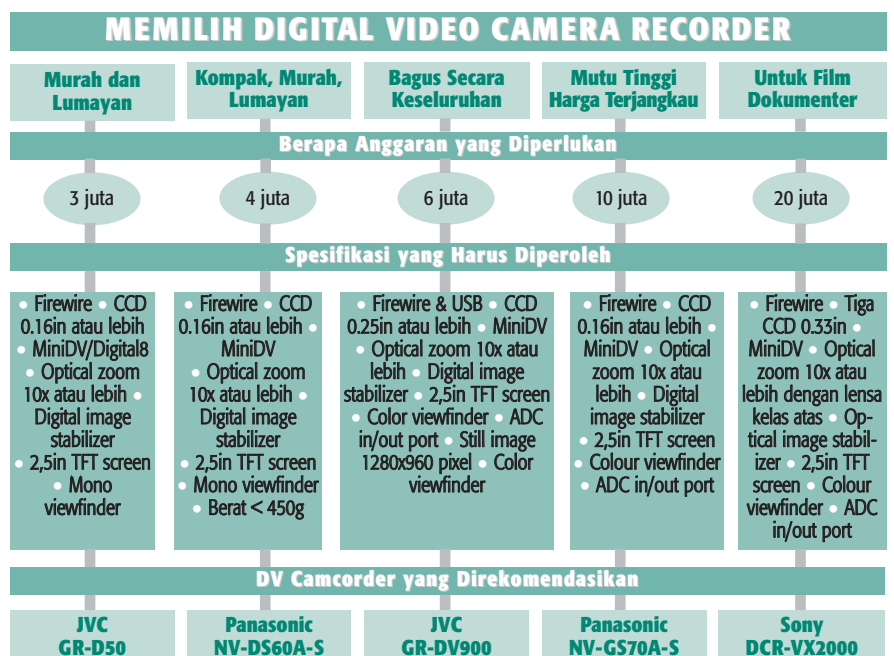 MEMILIH DIGITAL VIDEO CAMERA RECORDER
Murah dan
Lumayan
Kompak, Murah,
Lumayan
Bagus Secara
Keseluruhan
Mutu Tinggi
Harga Terjangkau
Untuk Film
Dokumenter
Berapa Anggaran yang Diperlukan
3 juta
4 juta
6 juta
10 juta
20 juta
Spesifikasi yang Harus Diperoleh
• Firewire • CCD
0.16in atau lebih
• MiniDV/Digital8
• Optical zoom
10x atau lebih •
Digital image
stabilizer
• 2,5in TFT screen
• Mono
viewfinder
• Firewire • CCD
0.16in atau lebih •
MiniDV
• Optical zoom
10x atau lebih •
Digital image
stabilizer
• 2,5in TFT screen
• Mono viewfinder
• Berat < 450g
• Firewire & USB • CCD
0.25in atau lebih • MiniDV
• Optical zoom 10x atau
lebih • Digital image
stabilizer • 2,5in TFT screen
• Color viewfinder • ADC
in/out port • Still image
1280x960 pixel • Color
viewfinder
• Firewire • CCD
0.16in atau lebih •
MiniDV • Optical
zoom 10x atau
lebih • Digital
image stabilizer
• 2,5in TFT screen
• Colour viewfinder
• ADC in/out port
• Firewire • Tiga
CCD 0.33in •
MiniDV • Optical
zoom 10x atau
lebih dengan lensa
kelas atas • Op-
tical image stabil-
izer • 2,5in TFT
screen • Colour
viewfinder • ADC
in/out port
DV Camcorder yang Direkomendasikan
JVC
GR-D50
Panasonic
NV-DS60A-S
JVC
GR-DV900
Panasonic
NV-GS70A-S
Sony
DCR-VX2000